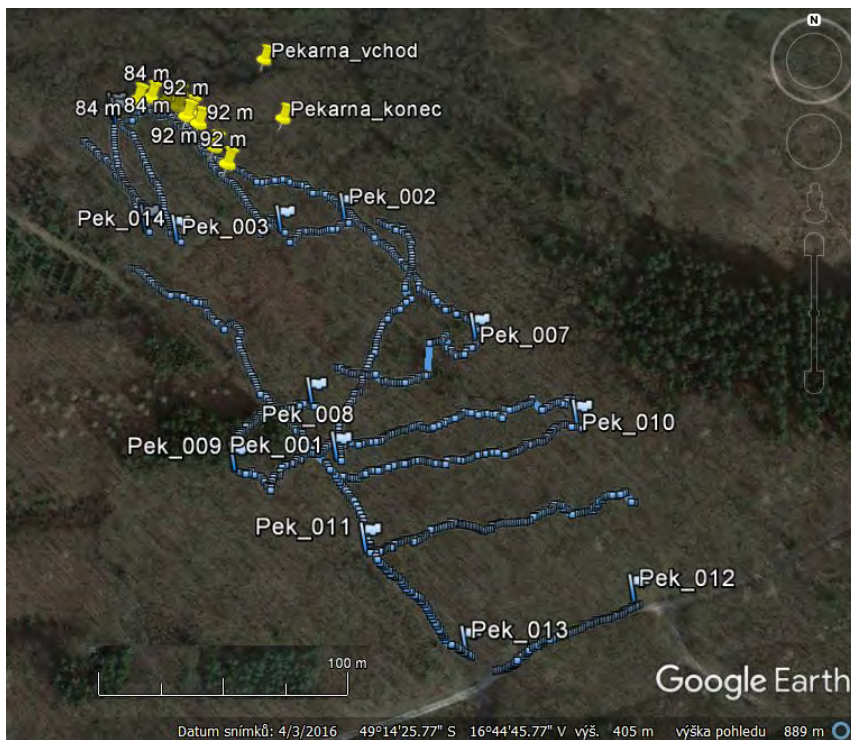 N
Pekarna_vchod
84 m
92 m
Pekarna_konec
84 m
84 m
92 m
92 m
92 m
Pek_002
Pek_014
Pek_003
Pek_007
Pek_008
Pek_010
Pek_009
Pek_001
Pek_011
Pek_012
Pek_013
100 m
Google Earth
Datum snímků: 4/3/2016 49°14'25.77" S 16°44'45.77" V výš. 405 m výška pohledu 889 m